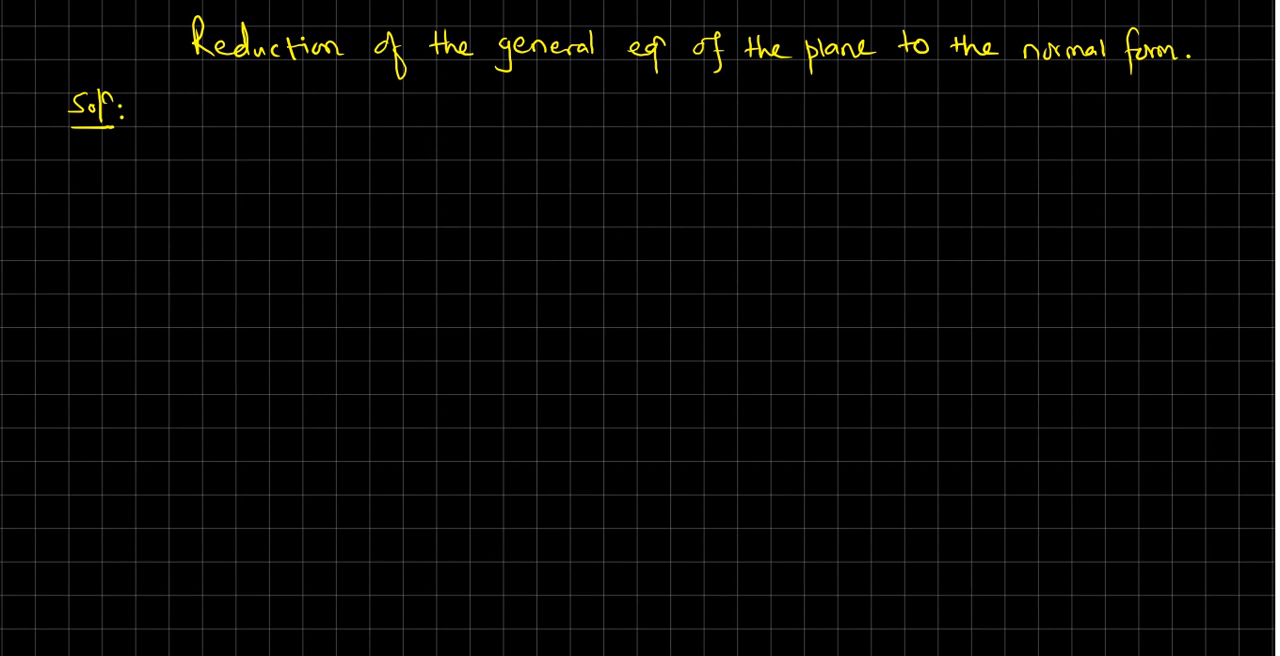 Reduction of the general eqn of the plane to the normal form.
Soln: